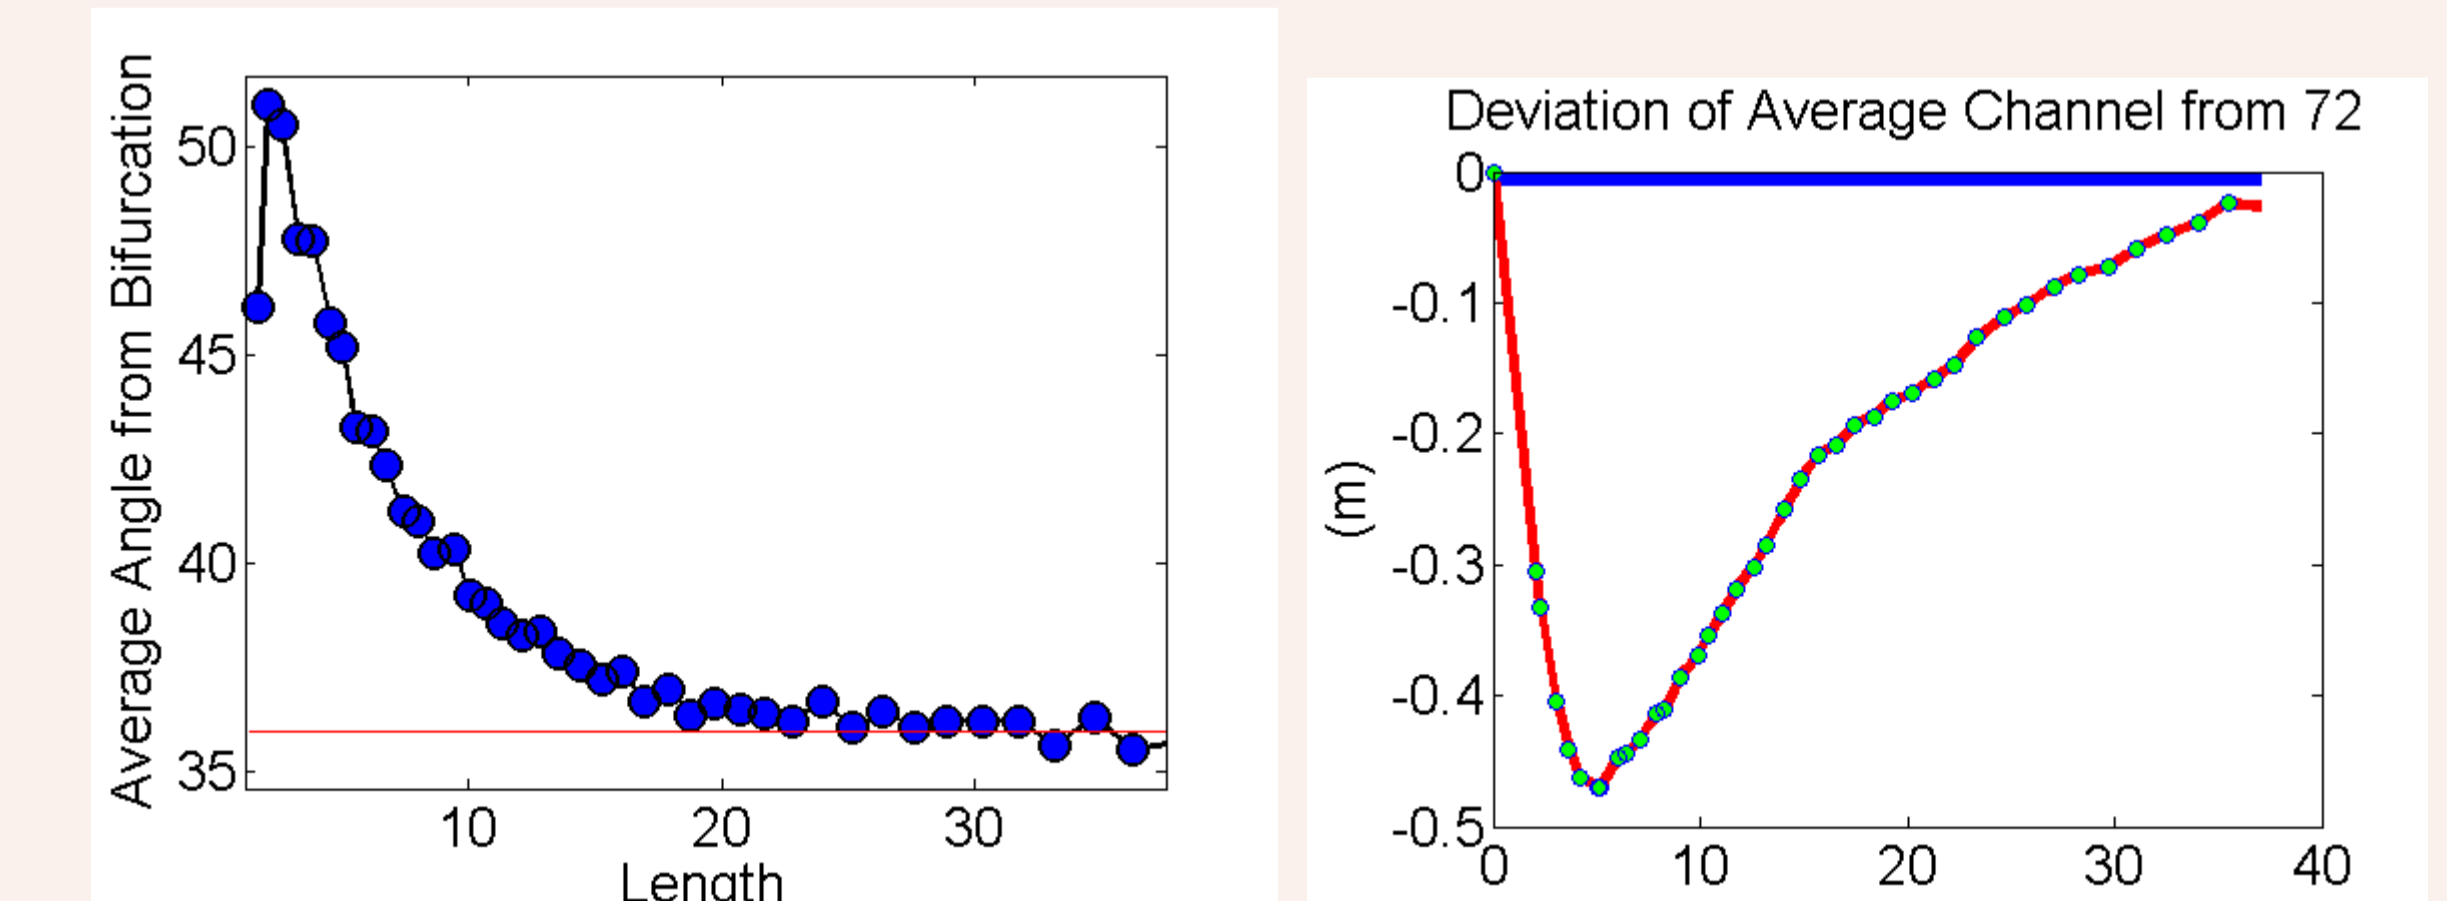 Average Angle from Bifurcation
50
45
40
35
10 20 30
Length
Deviation of Average Channel from 72
(m)
0
-0.1
-0.2
-0.3
-0.4
-0.5
0 10 20 30 40